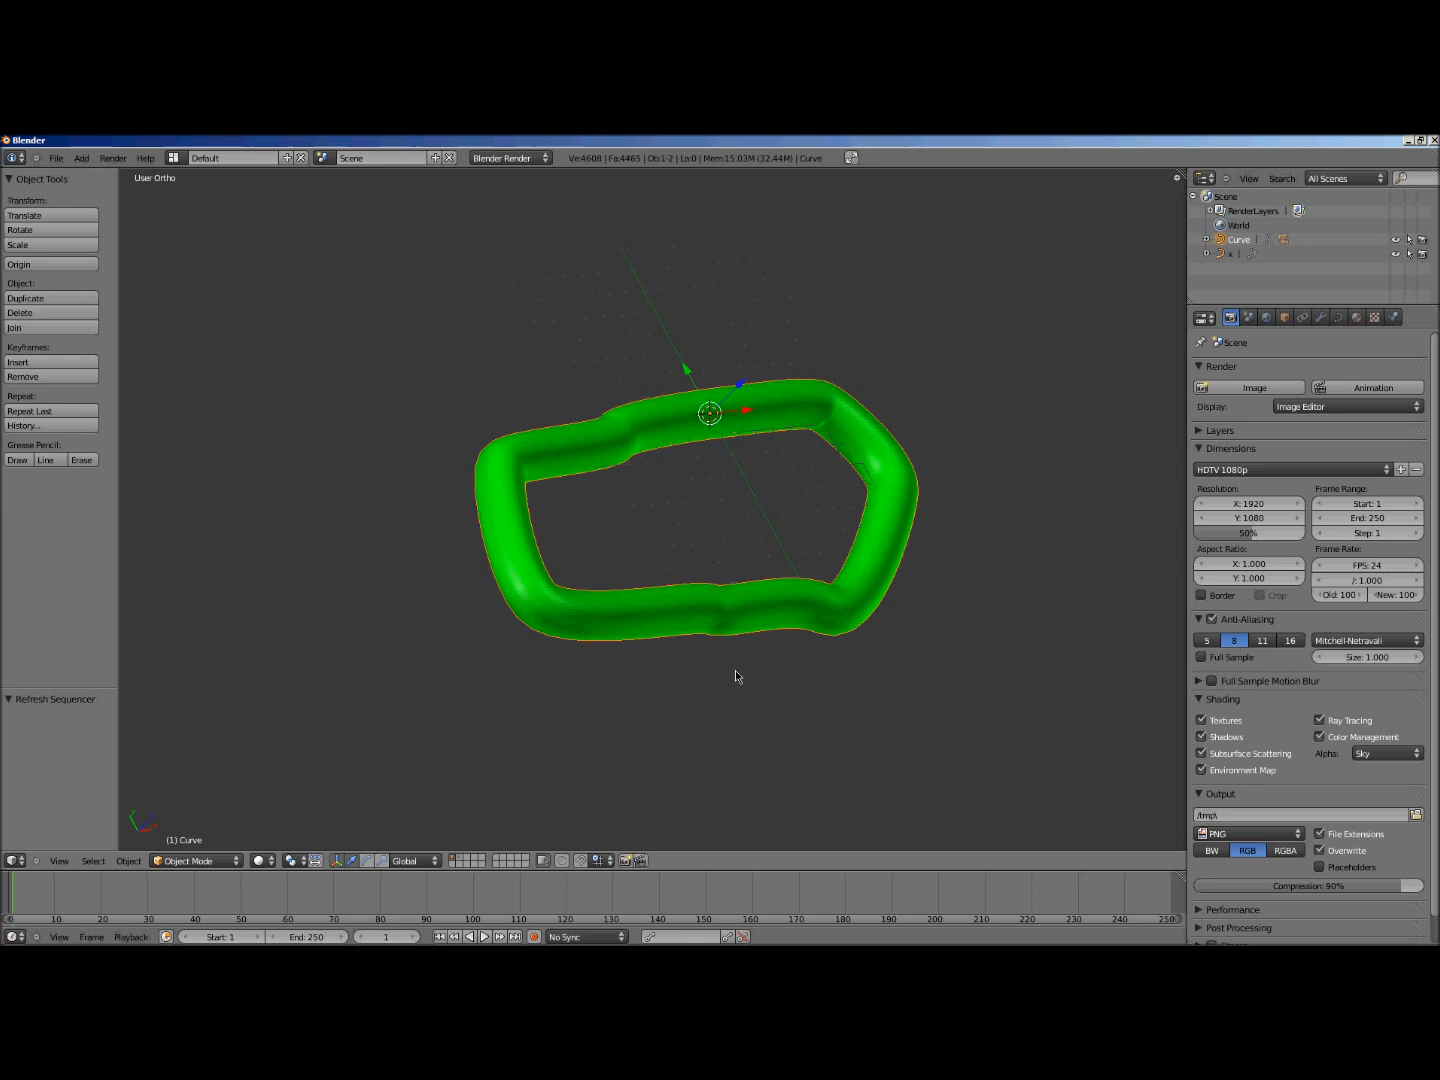 Blender
File Add Render Help Default Scene Blender Render Ve:4608 | Fa:4465 | Ob:1-2 | La:0 | Mem:15.03M (32.44M) | Curve
Object Tools
Transform:
Translate
Rotate
Scale
Origin
Object:
Duplicate
Delete
Join
Keyframes:
Insert
Remove
Repeat:
Repeat Last
History...
Grease Pencil:
Draw Line Erase
Refresh Sequencer
User Ortho
(1) Curve
View Select Object Object Mode Global
0 10 20 30 40 50 60 70 80 90 100 110 120 130 140 150 160 170 180 190 200 210 220 230 240 250
View Frame Playback Start: 1 End: 250 1 No Sync
View Search All Scenes
Scene
RenderLayers |
World
Curve |
x |
Scene
Render
Image Animation
Display: Image Editor
Layers
Dimensions
HDTV 1080p
Resolution: Frame Range:
X: 1920 Start: 1
Y: 1080 End: 250
50% Step: 1
Aspect Ratio: Frame Rate:
X: 1.000 FPS: 24
Y: 1.000 /: 1.000
Border Crop Old: 100 New: 100
Anti-Aliasing
5 8 11 16 Mitchell-Netravali
Full Sample Size: 1.000
Full Sample Motion Blur
Shading
Textures Ray Tracing
Shadows Color Management
Subsurface Scattering Alpha: Sky
Environment Map
Output
/tmp\
PNG File Extensions
BW RGB RGBA Overwrite
Placeholders
Compression: 90%
Performance
Post Processing